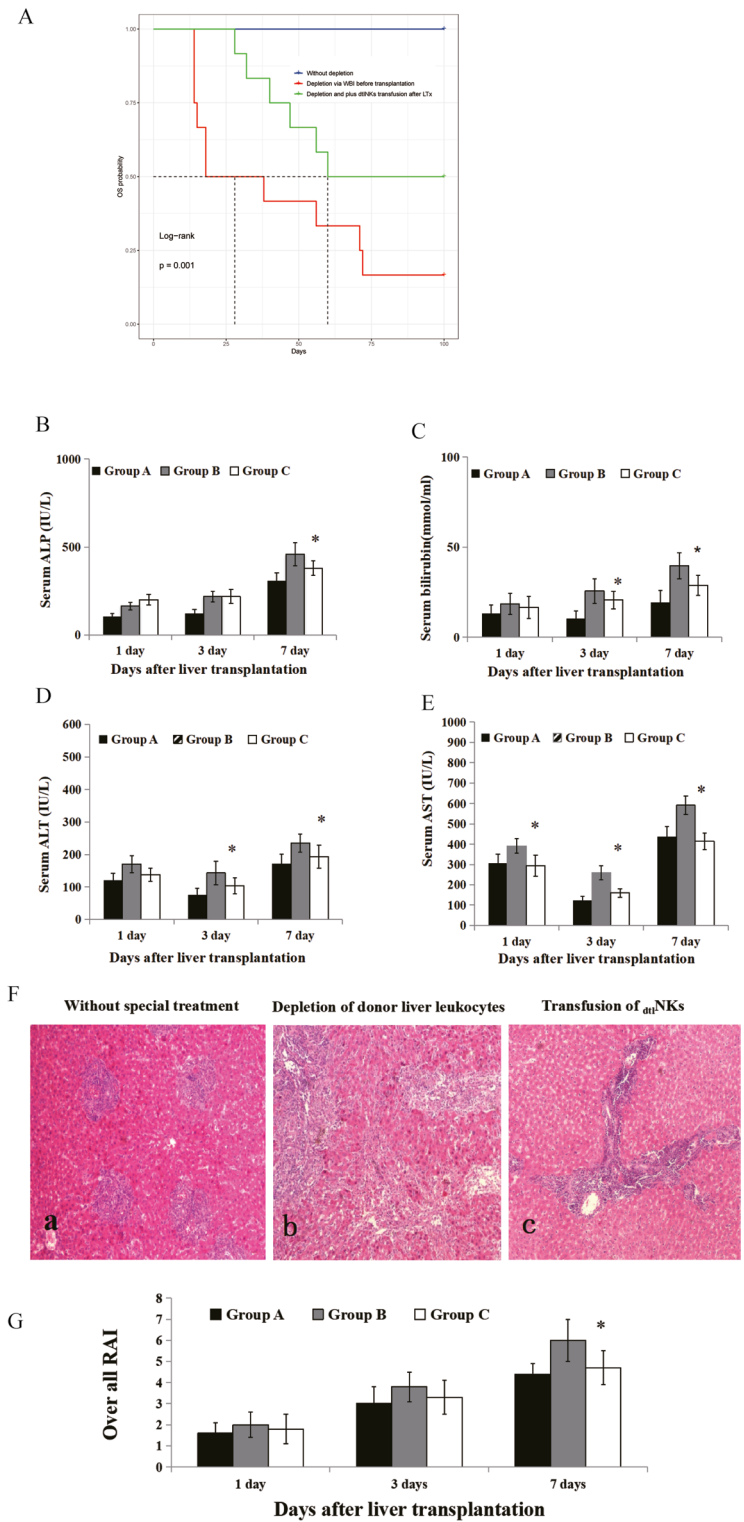 A
1.00
0.75
0.50
0.25
0.00
OS probability
Without depletion
Depletion via WBI before transplantation
Depletion and plus dtlNKs transfusion after LTx
Log−rank
p = 0.001
0 25 50 75 100
Days
B
1000
500
0
Serum ALP (IU/L)
Group A Group B Group C
*
1 day 3 day 7 day
Days after liver transplantation
C
100
50
0
Serum bilirubin(mmol/ml)
Group A Group B Group C
* *
1 day 3 day 7 day
Days after liver transplantation
D
600
500
400
300
200
100
0
Serum ALT (IU/L)
Group A Group B Group C
* *
1 day 3 day 7 day
Days after liver transplantation
E
1000
900
800
700
600
500
400
300
200
100
0
Serum AST (IU/L)
Group A Group B Group C
* * *
1 day 3 day 7 day
Days after liver transplantation
F
Without special treatment Depletion of donor liver leukocytes Transfusion of dtlNKs
a b c
G
8
7
6
5
4
3
2
1
0
Over all RAI
Group A Group B Group C
*
1 day 3 days 7 days
Days after liver transplantation